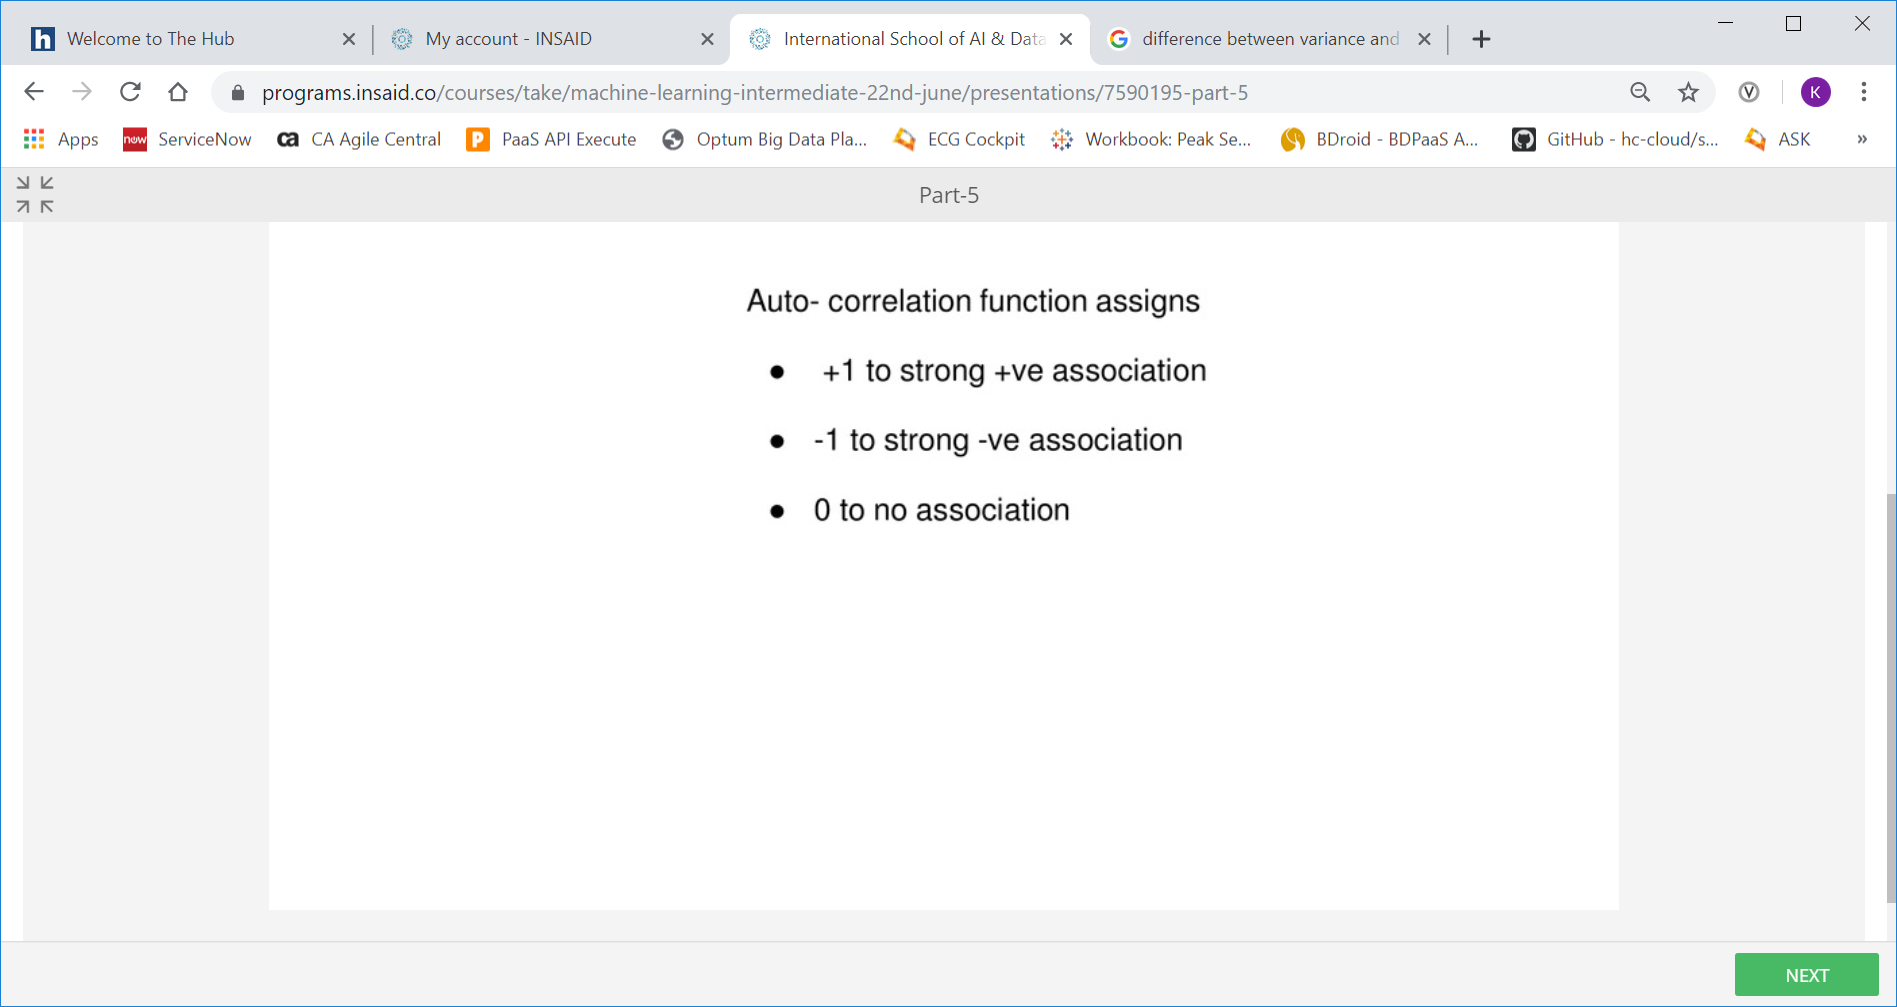 Welcome to The Hub
My account - INSAID
International School of AI & Data
difference between variance and
programs.insaid.co/courses/take/machine-learning-intermediate-22nd-june/presentations/7590195-part-5
V
K
Apps
now ServiceNow
ca CA Agile Central
P PaaS API Execute
Optum Big Data Pla...
ECG Cockpit
Workbook: Peak Se...
BDroid - BDPaaS A...
GitHub - hc-cloud/s...
ASK
»
Part-5
Auto- correlation function assigns
● +1 to strong +ve association
● -1 to strong -ve association
● 0 to no association
NEXT